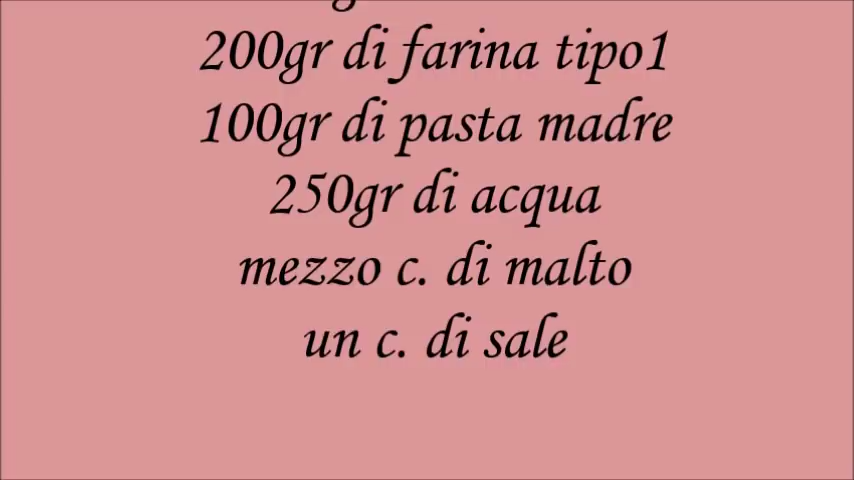 200gr di farina tipo1
100gr di pasta madre
250gr di acqua
mezzo c. di malto
un c. di sale